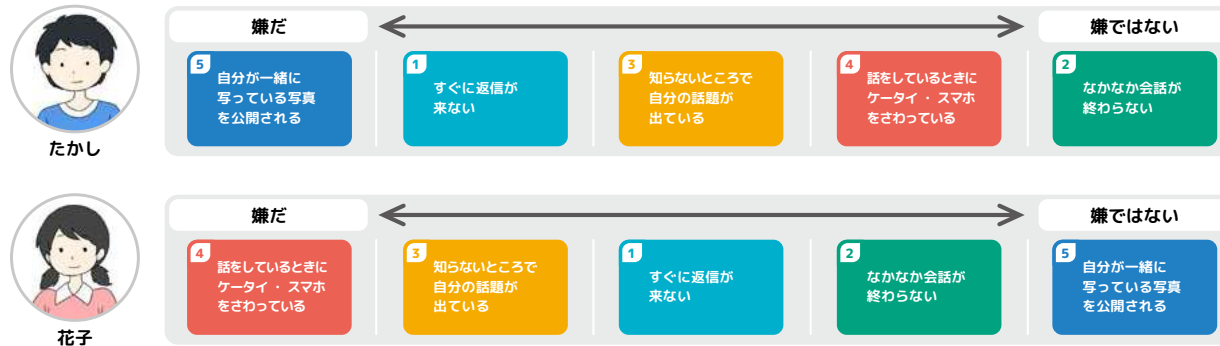 嫌だ
嫌ではない
5
自分が一緒に
写っている写真
を公開される
1
すぐに返信が
来ない
3
知らないところで
自分の話題が
出ている
4
話をしているときに
ケータイ・スマホ
をさわっている
2
なかなか会話が
終わらない
たかし
嫌だ
嫌ではない
4
話をしているときに
ケータイ・スマホ
をさわっている
3
知らないところで
自分の話題が
出ている
1
すぐに返信が
来ない
2
なかなか会話が
終わらない
5
自分が一緒に
写っている写真
を公開される
花子